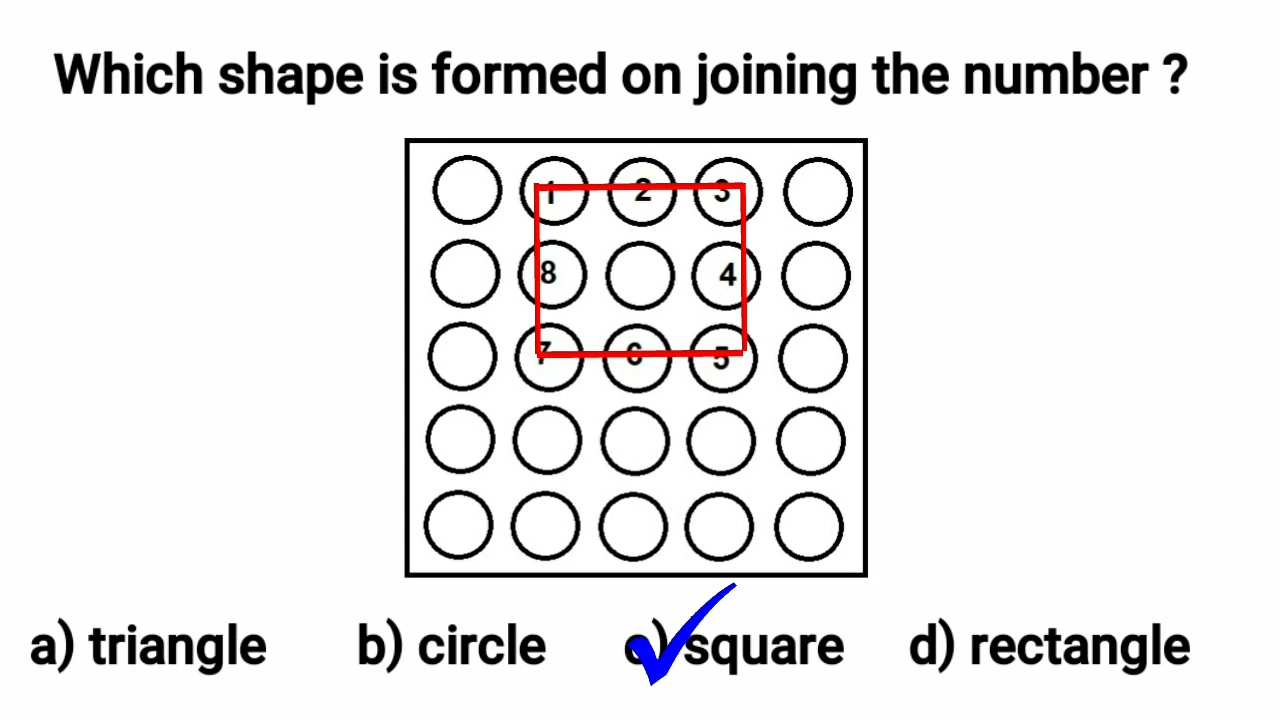 Which shape is formed on joining the number ?
1 2 3
8 4
7 6 5
a) triangle b) circle c) square d) rectangle